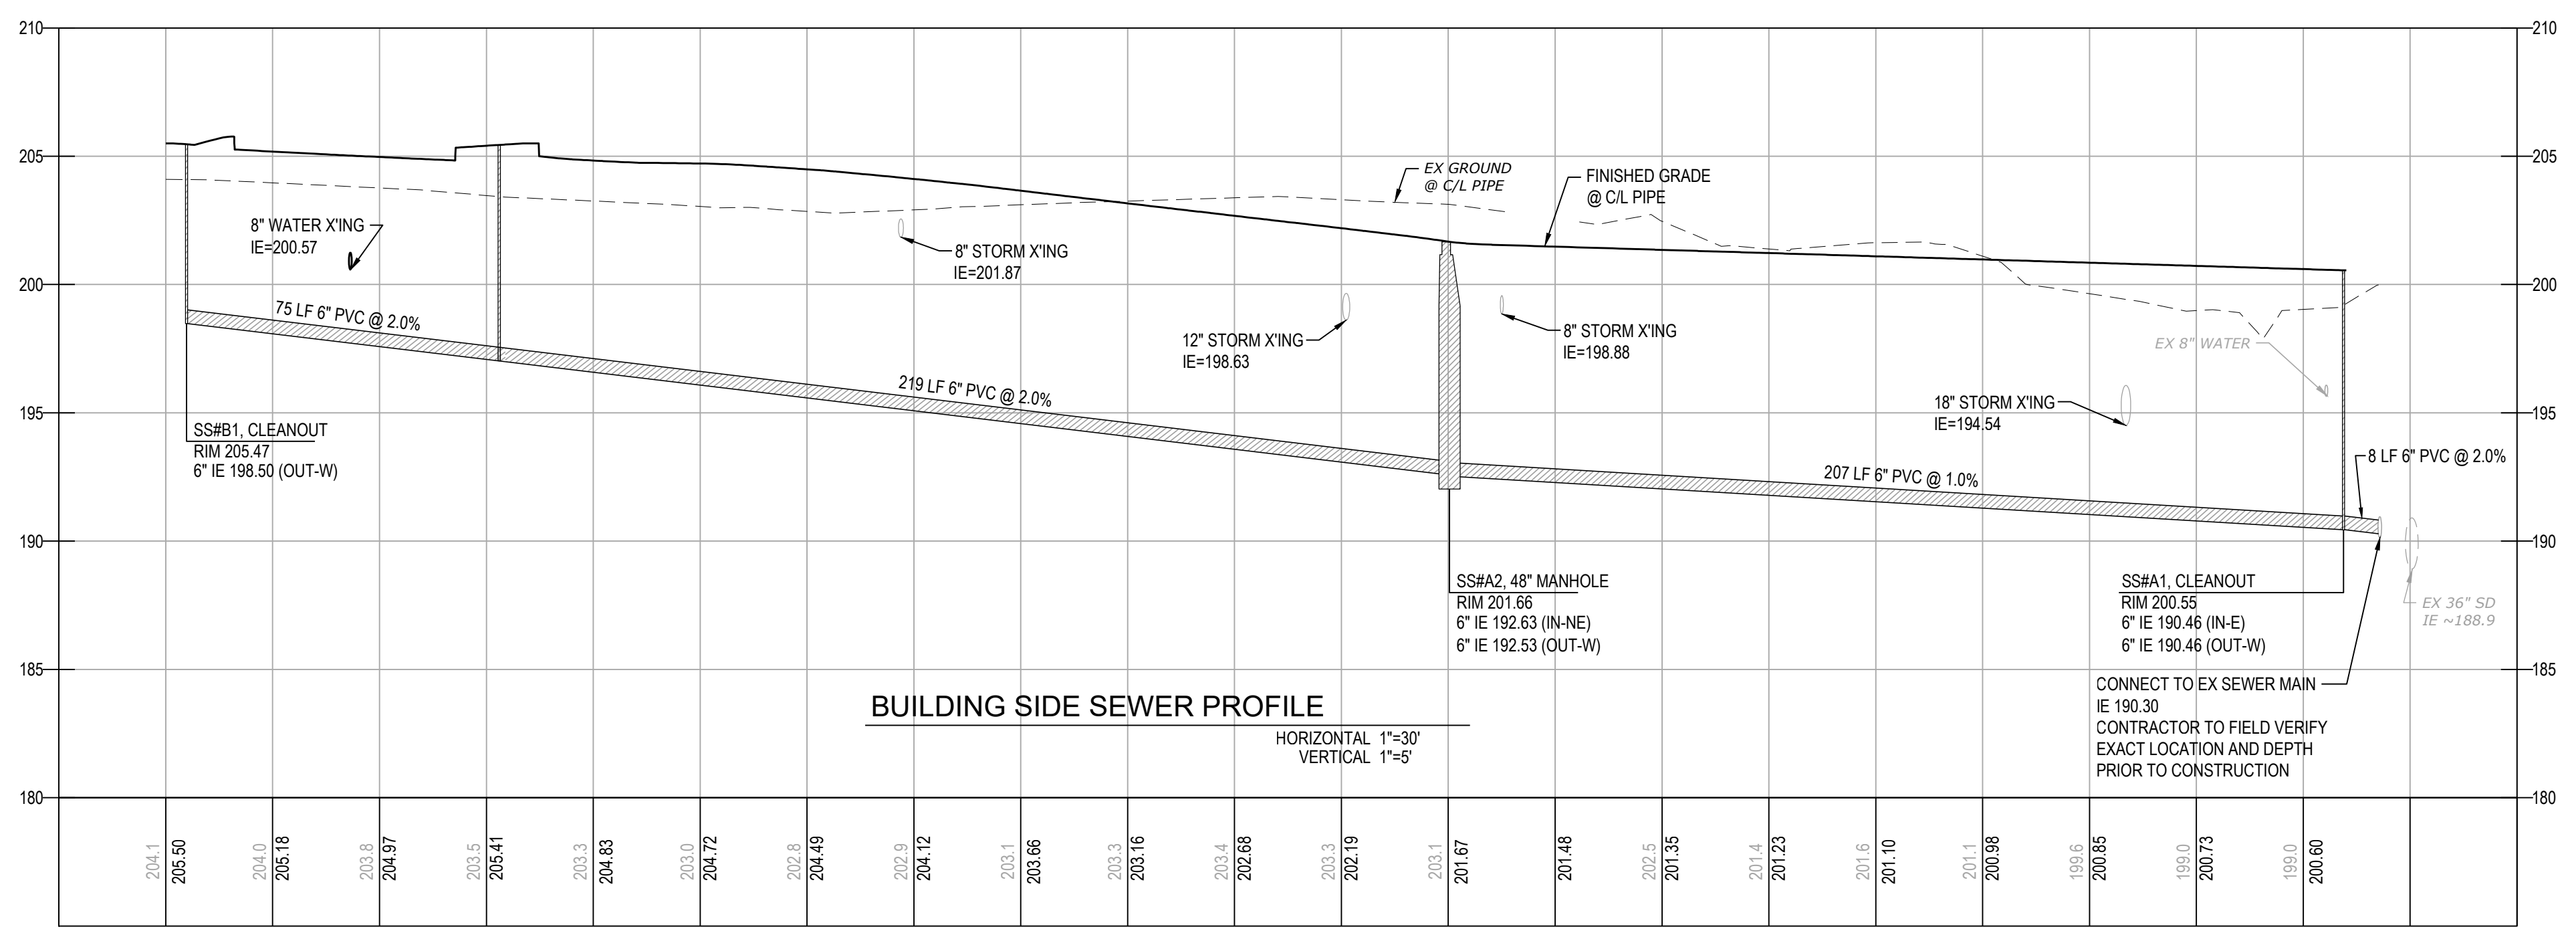 210
210
205
205
200
200
195
195
190
190
185
185
180
180
EX GROUND
@ C/L PIPE
FINISHED GRADE
@ C/L PIPE
8" WATER X'ING
IE=200.57
8" STORM X'ING
IE=201.87
75 LF 6" PVC @ 2.0%
12" STORM X'ING
IE=198.63
8" STORM X'ING
IE=198.88
EX 8" WATER
219 LF 6" PVC @ 2.0%
18" STORM X'ING
IE=194.54
SS#B1, CLEANOUT
RIM 205.47
6" IE 198.50 (OUT-W)
8 LF 6" PVC @ 2.0%
207 LF 6" PVC @ 1.0%
SS#A2, 48" MANHOLE
RIM 201.66
6" IE 192.63 (IN-NE)
6" IE 192.53 (OUT-W)
SS#A1, CLEANOUT
RIM 200.55
6" IE 190.46 (IN-E)
6" IE 190.46 (OUT-W)
EX 36" SD
IE ~188.9
CONNECT TO EX SEWER MAIN
IE 190.30
CONTRACTOR TO FIELD VERIFY
EXACT LOCATION AND DEPTH
PRIOR TO CONSTRUCTION
BUILDING SIDE SEWER PROFILE
HORIZONTAL 1"=30'
VERTICAL 1"=5'
204.1
205.50
204.0
205.18
203.8
204.97
203.5
205.41
203.3
204.83
203.0
204.72
202.8
204.49
202.9
204.12
203.1
203.66
203.3
203.16
203.4
202.68
203.3
202.19
203.1
201.67
201.48
202.5
201.35
201.4
201.23
201.6
201.10
201.1
200.98
199.6
200.85
199.0
200.73
199.0
200.60